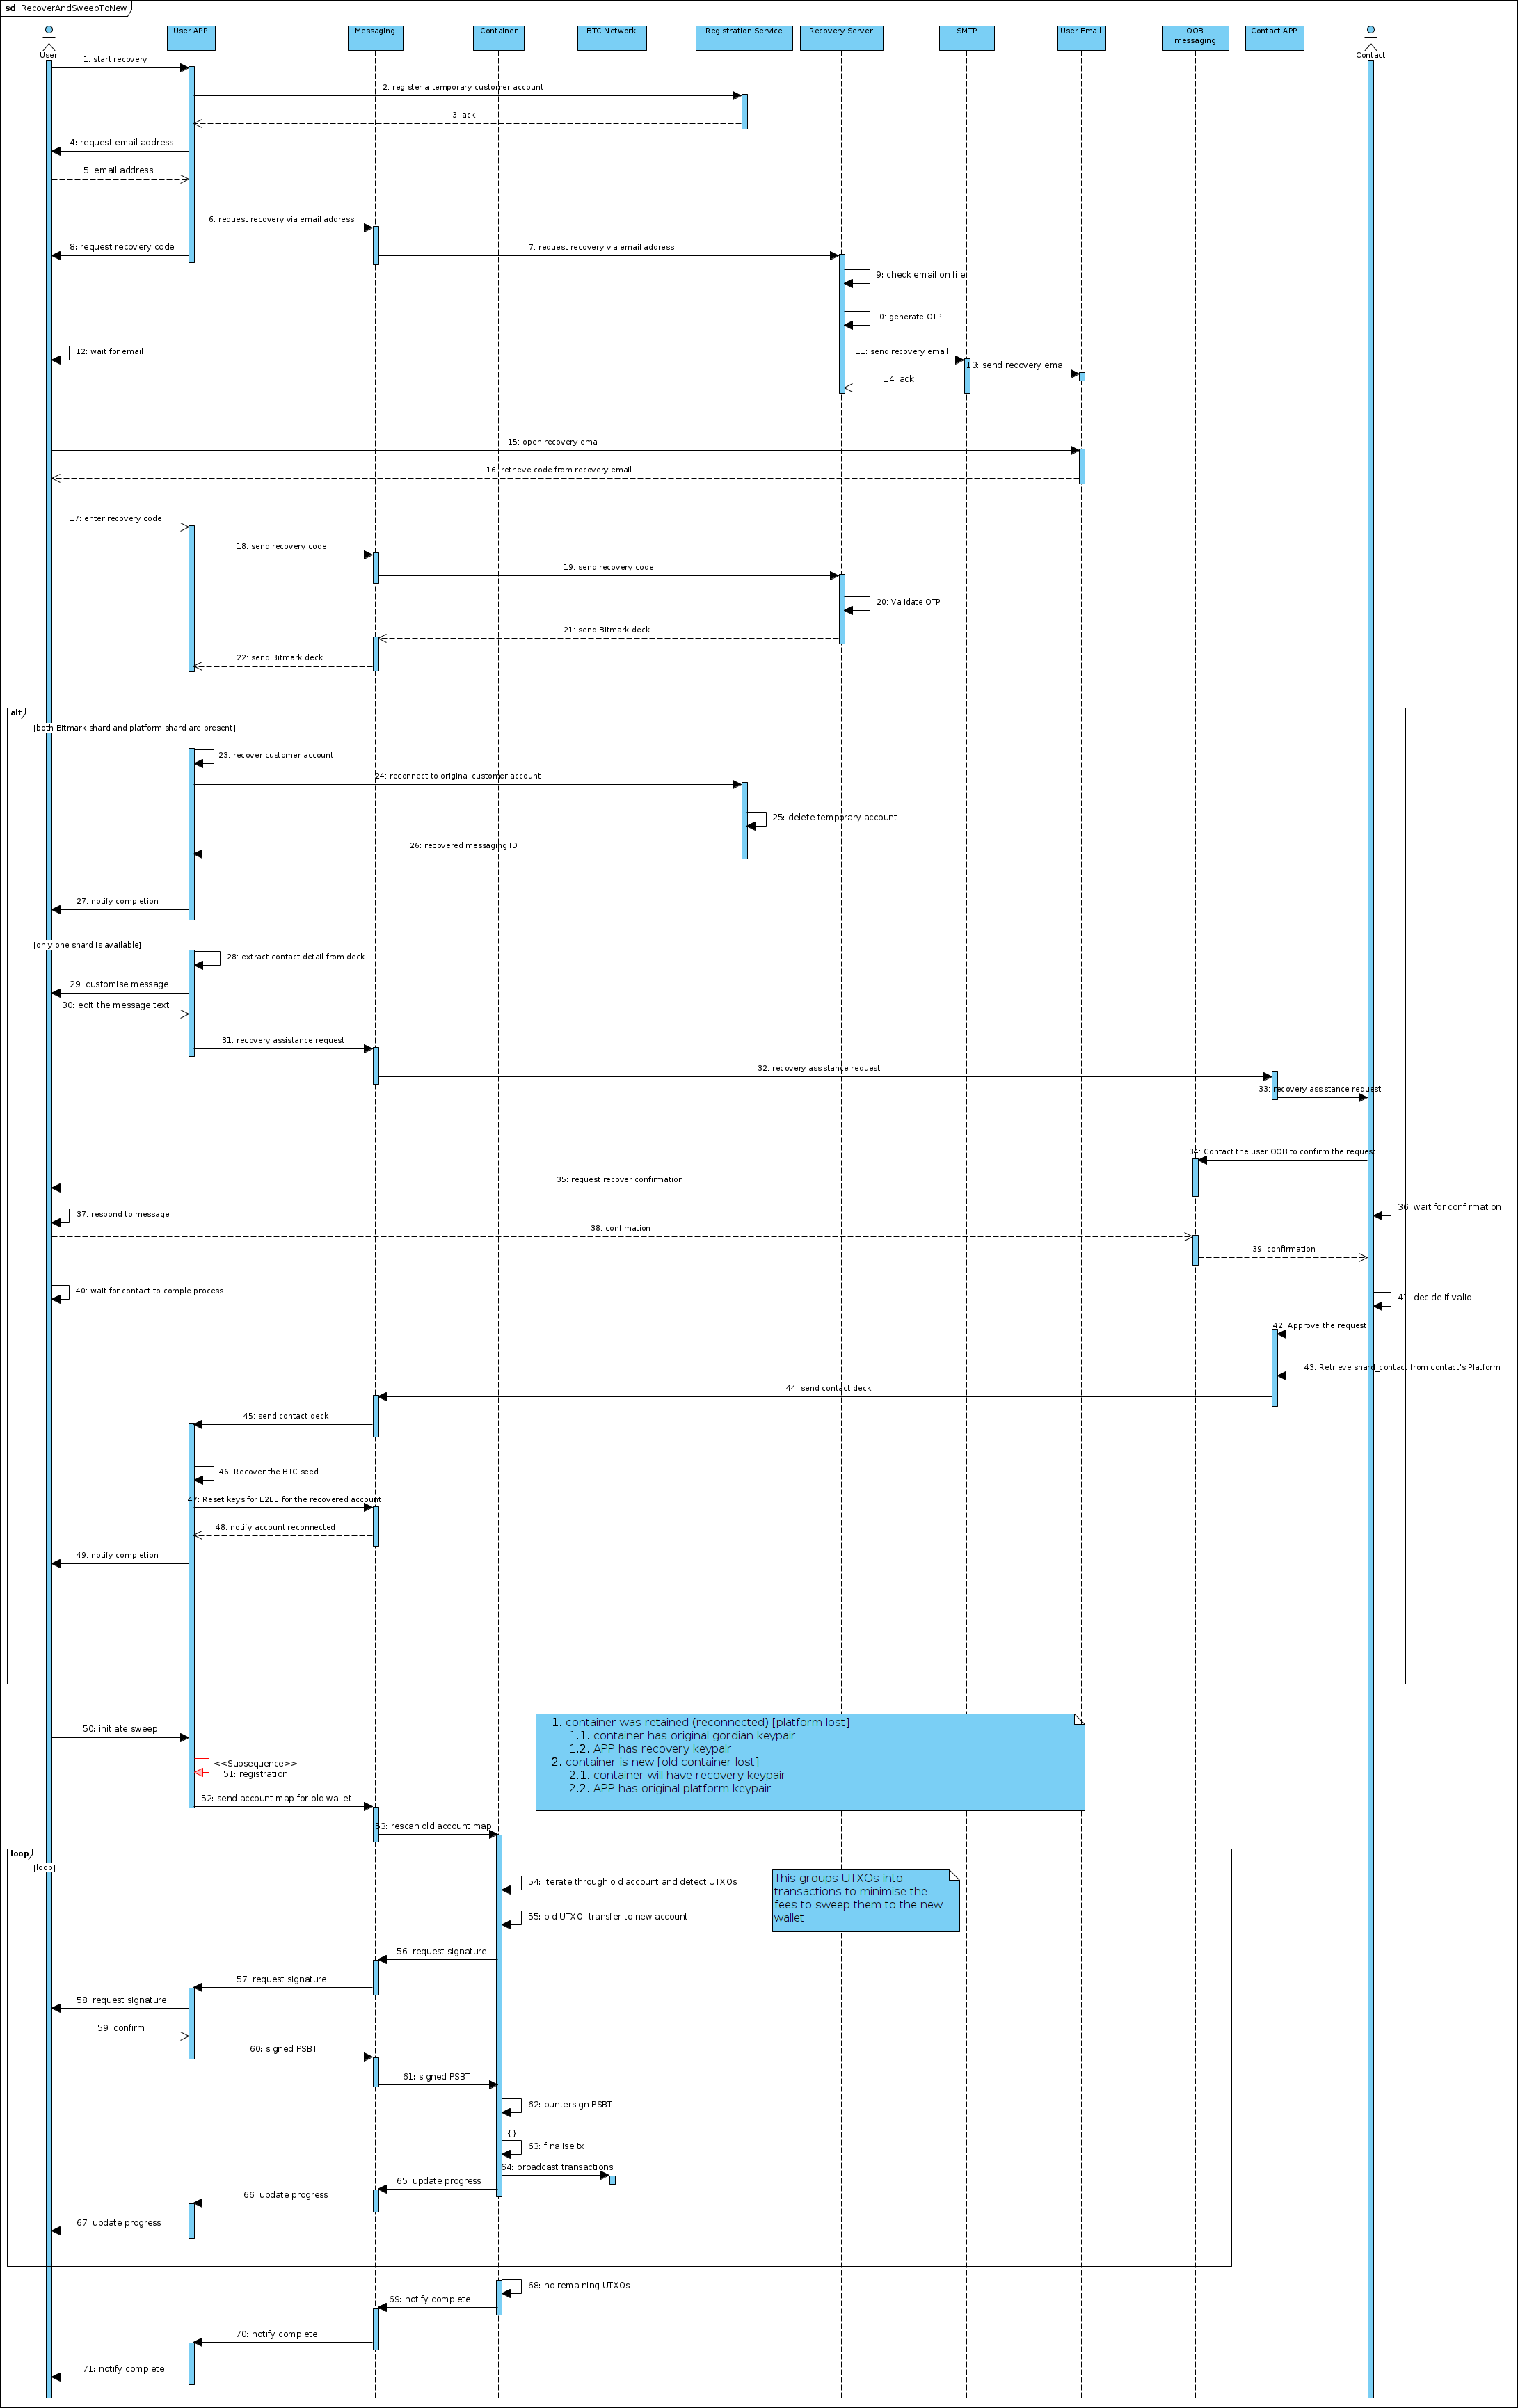 sd RecoverAndSweepToNew
User
User APP
Messaging
Container
BTC Network
Registration Service
Recovery Server
SMTP
User Email
OOB
messaging
Contact APP
Contact
1: start recovery
2: register a temporary customer account
3: ack
4: request email address
5: email address
6: request recovery via email address
8: request recovery code
7: request recovery via email address
9: check email on file
10: generate OTP
12: wait for email
11: send recovery email
13: send recovery email
14: ack
15: open recovery email
16: retrieve code from recovery email
17: enter recovery code
18: send recovery code
19: send recovery code
20: Validate OTP
21: send Bitmark deck
22: send Bitmark deck
alt
[both Bitmark shard and platform shard are present]
23: recover customer account
24: reconnect to original customer account
25: delete temporary account
26: recovered messaging ID
27: notify completion
[only one shard is available]
28: extract contact detail from deck
29: customise message
30: edit the message text
31: recovery assistance request
32: recovery assistance request
33: recovery assistance request
34: Contact the user OOB to confirm the request
35: request recover confirmation
36: wait for confirmation
37: respond to message
38: confimation
39: confirmation
40: wait for contact to comple process
41: decide if valid
42: Approve the request
43: Retrieve shard_contact from contact's Platform
44: send contact deck
45: send contact deck
46: Recover the BTC seed
47: Reset keys for E2EE for the recovered account
48: notify account reconnected
49: notify completion
50: initiate sweep
1. container was retained (reconnected) [platform lost]
1.1. container has original gordian keypair
1.2. APP has recovery keypair
2. container is new [old container lost]
2.1. container will have recovery keypair
2.2. APP has original platform keypair
<<Subsequence>>
51: registration
52: send account map for old wallet
53: rescan old account map
loop
[loop]
54: iterate through old account and detect UTXOs
This groups UTXOs into
transactions to minimise the
fees to sweep them to the new
wallet
55: old UTXO transfer to new account
56: request signature
57: request signature
58: request signature
59: confirm
60: signed PSBT
61: signed PSBT
62: ountersign PSBT
{}
63: finalise tx
64: broadcast transactions
65: update progress
66: update progress
67: update progress
68: no remaining UTXOs
69: notify complete
70: notify complete
71: notify complete